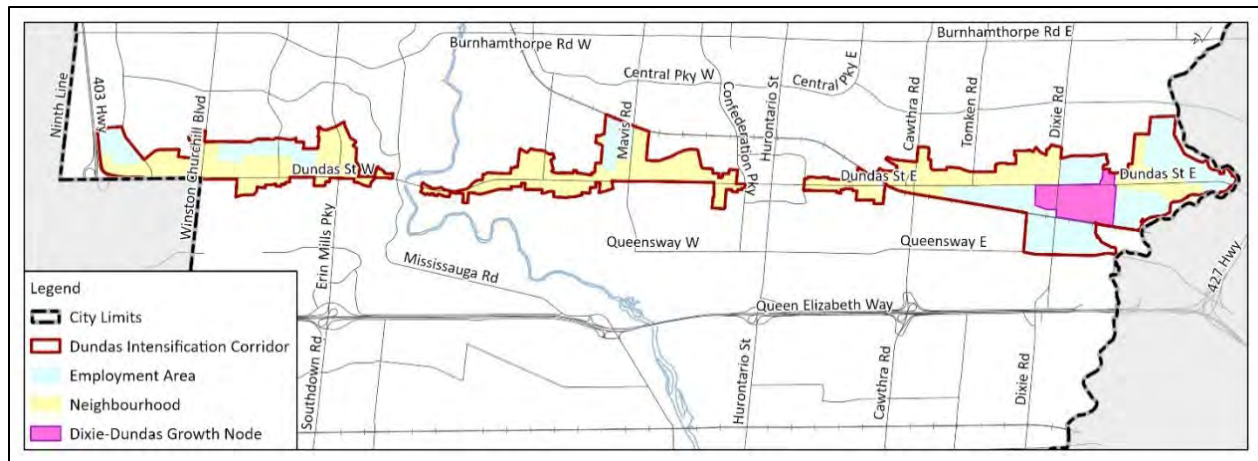 Burnhamthorpe Rd W
Burnhamthorpe Rd E
Central Pky W
Central Pky E
Ninth Line
403 Hwy
Winston Churchill Blvd
Mavis Rd
Confederation Pky
Hurontario St
Cawthra Rd
Tomken Rd
Dixie Rd
Dundas St W
Dundas St E
Dundas St E
Erin Mills Pky
Mississauga Rd
Queensway W
Queensway E
427 Hwy
Queen Elizabeth Way
Southdown Rd
Hurontario St
Cawthra Rd
Dixie Rd
Legend
City Limits
Dundas Intensification Corridor
Employment Area
Neighbourhood
Dixie-Dundas Growth Node